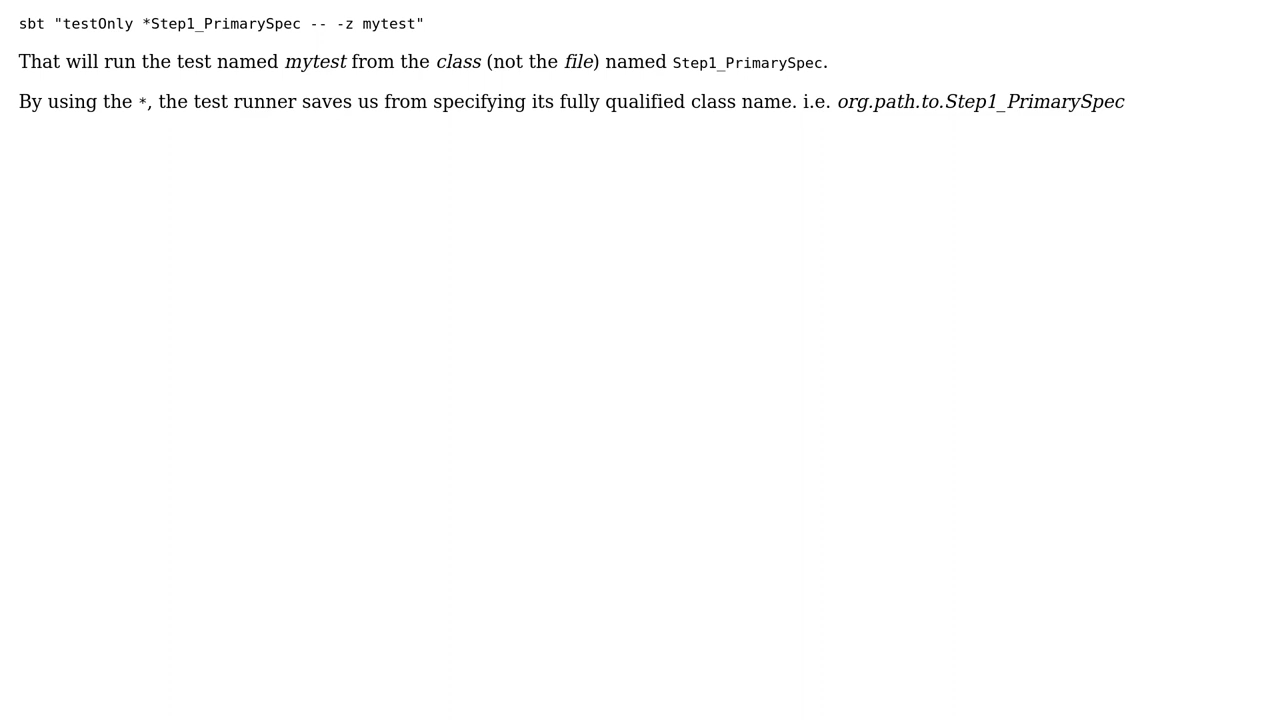 sbt "testOnly *Step1_PrimarySpec -- -z mytest"
That will run the test named mytest from the class (not the file) named Step1_PrimarySpec.
By using the *, the test runner saves us from specifying its fully qualified class name. i.e. org.path.to.Step1_PrimarySpec